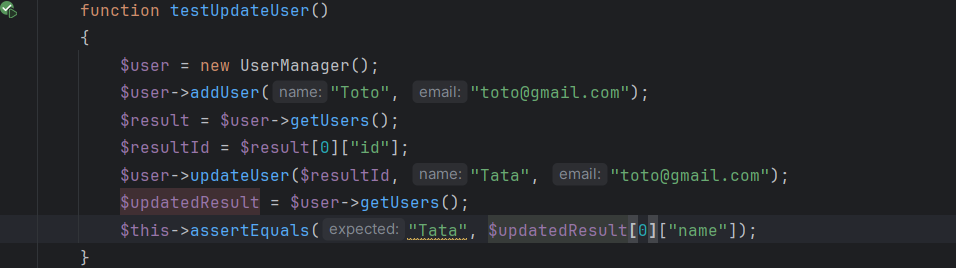 function testUpdateUser()
{
$user = new UserManager();
$user->addUser( name: "Toto", email: "toto@gmail.com");
$result = $user->getUsers();
$resultId = $result[0]["id"];
$user->updateUser($resultId, name: "Tata", email: "toto@gmail.com");
$updatedResult = $user->getUsers();
$this->assertEquals( expected: "Tata", $updatedResult[0]["name"]);
}